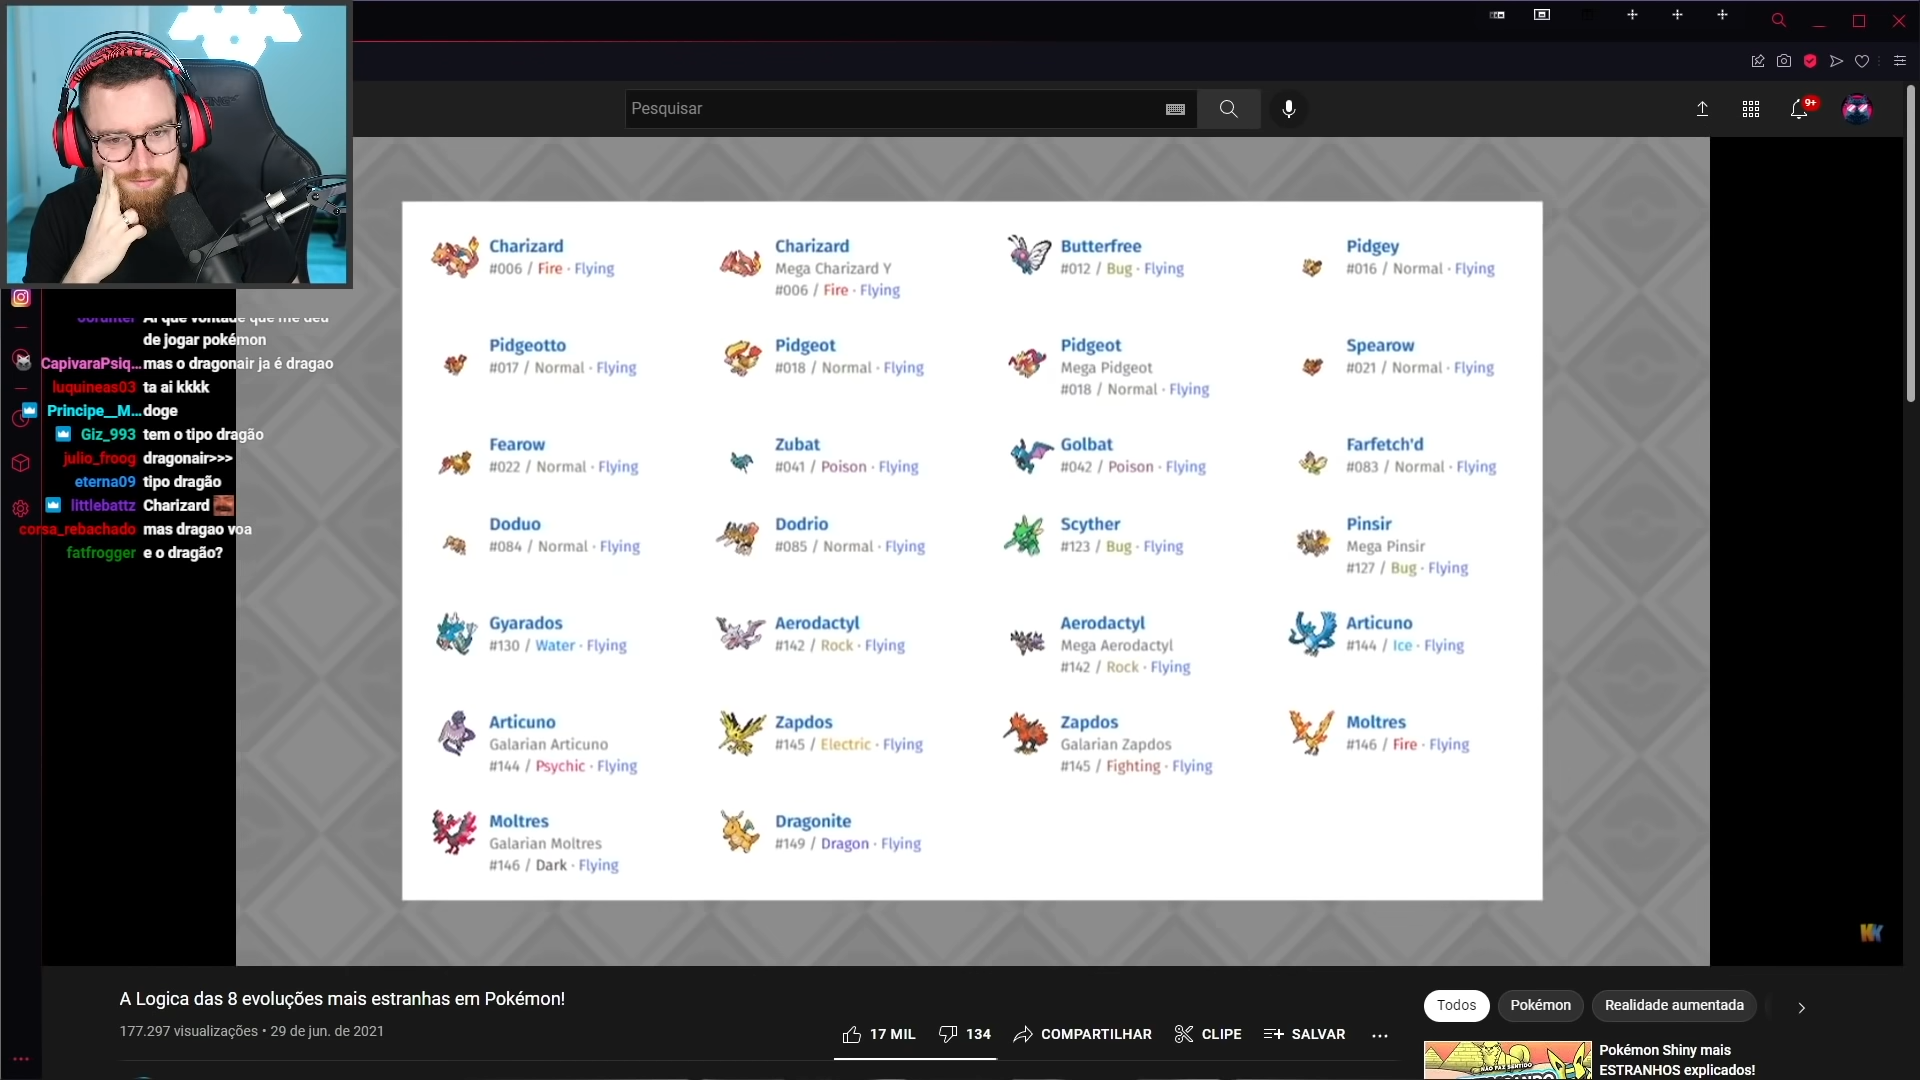 Pesquisar
9+
Charizard
#006 / Fire · Flying
Charizard
Mega Charizard Y
#006 / Fire · Flying
Butterfree
#012 / Bug · Flying
Pidgey
#016 / Normal · Flying
Pidgeotto
#017 / Normal · Flying
Pidgeot
#018 / Normal · Flying
Pidgeot
Mega Pidgeot
#018 / Normal · Flying
Spearow
#021 / Normal · Flying
Fearow
#022 / Normal · Flying
Zubat
#041 / Poison · Flying
Golbat
#042 / Poison · Flying
Farfetch'd
#083 / Normal · Flying
Doduo
#084 / Normal · Flying
Dodrio
#085 / Normal · Flying
Scyther
#123 / Bug · Flying
Pinsir
Mega Pinsir
#127 / Bug · Flying
Gyarados
#130 / Water · Flying
Aerodactyl
#142 / Rock · Flying
Aerodactyl
Mega Aerodactyl
#142 / Rock · Flying
Articuno
#144 / Ice · Flying
Articuno
Galarian Articuno
#144 / Psychic · Flying
Zapdos
#145 / Electric · Flying
Zapdos
Galarian Zapdos
#145 / Fighting · Flying
Moltres
#146 / Fire · Flying
Moltres
Galarian Moltres
#146 / Dark · Flying
Dragonite
#149 / Dragon · Flying
Ai que vontade que me deu
de jogar pokémon
CapivaraPsiq... mas o dragonair ja é dragao
luquineas03 ta ai kkkk
Principe__M... doge
Giz_993 tem o tipo dragão
julio_froog dragonair>>>
eterna09 tipo dragão
littlebattz Charizard
corsa_rebachado mas dragao voa
fatfrogger e o dragão?
A Logica das 8 evoluções mais estranhas em Pokémon!
177.297 visualizações • 29 de jun. de 2021
17 MIL
134
COMPARTILHAR
CLIPE
SALVAR
Todos
Pokémon
Realidade aumentada
Pokémon Shiny mais
ESTRANHOS explicados!